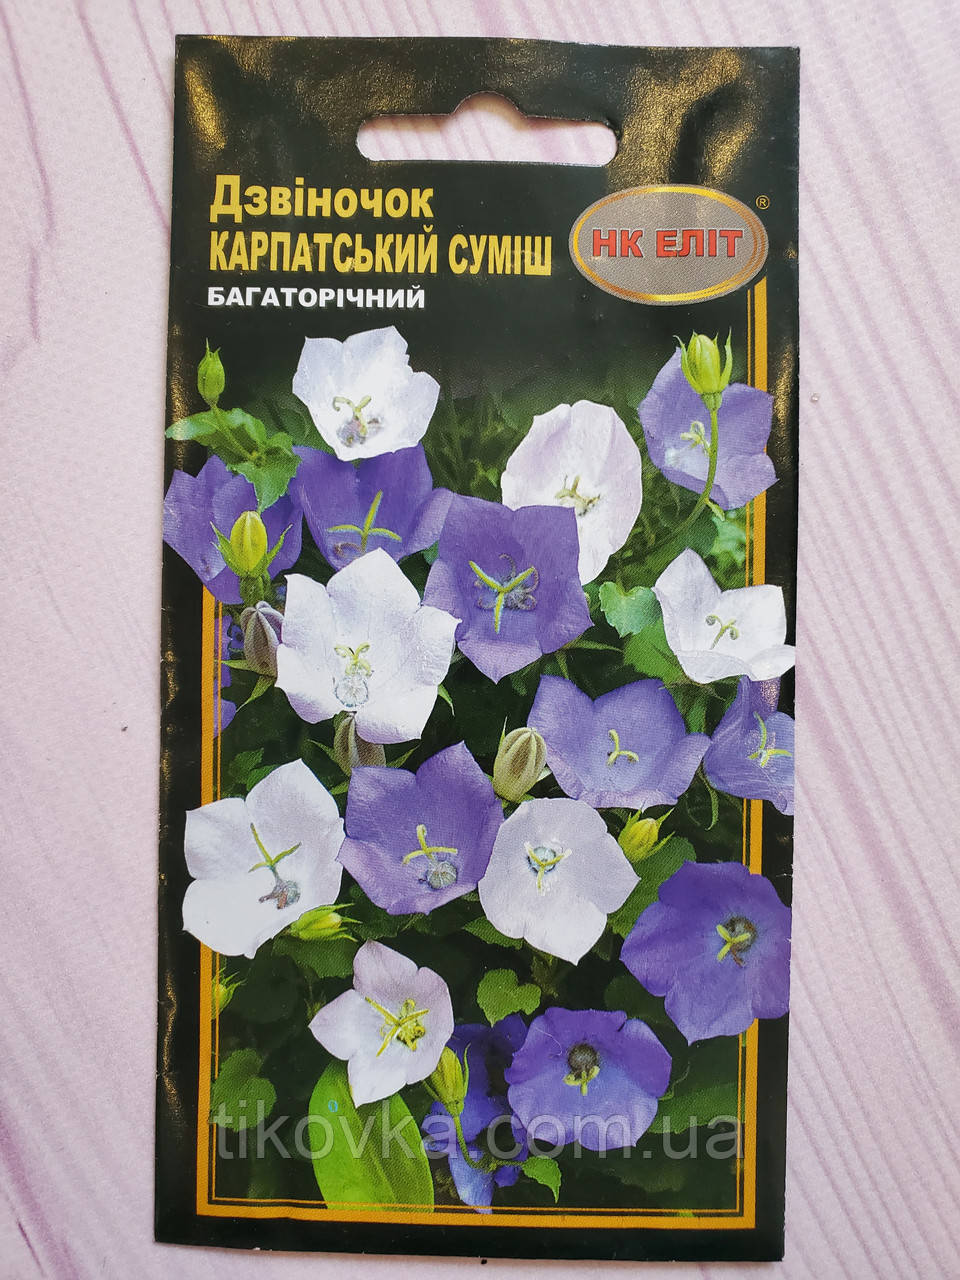 Дзвіночок
КАРПАТСЬКИЙ СУМІШ
БАГАТОРІЧНИЙ
НК ЕЛІТ ®
tikovka.com.ua